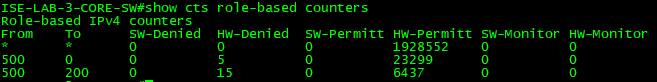 ISE-LAB-3-CORE-SW#show cts role-based counters
Role-based IPv4 counters
From To SW-Denied HW-Denied SW-Permitt HW-Permitt SW-Monitor HW-Monitor
* * 0 0 0 1928552 0 0
500 0 0 5 0 23299 0 0
500 200 0 15 0 6437 0 0